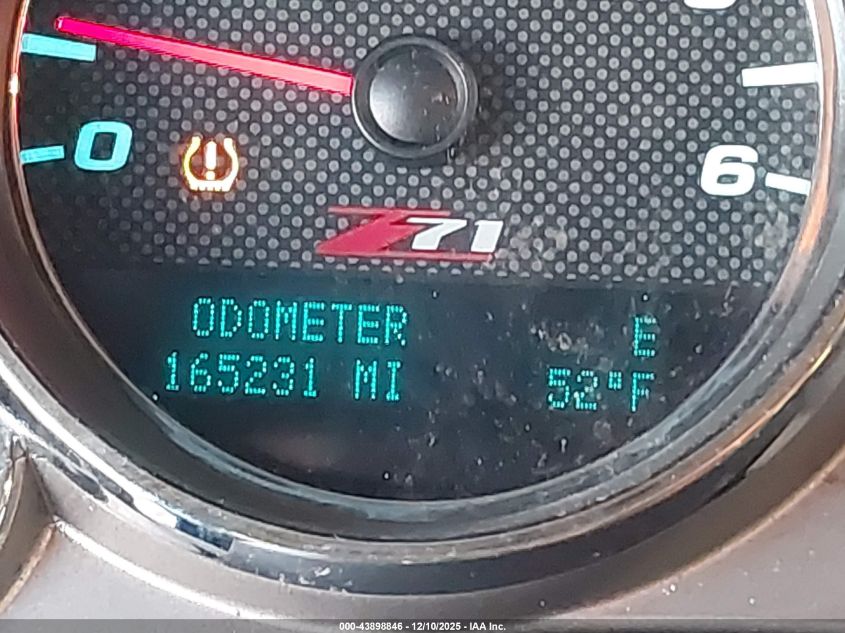 0
6
Z71
ODOMETER E
165231 MI 52°F
000-43898846 - 12/10/2025 - IAA Inc.